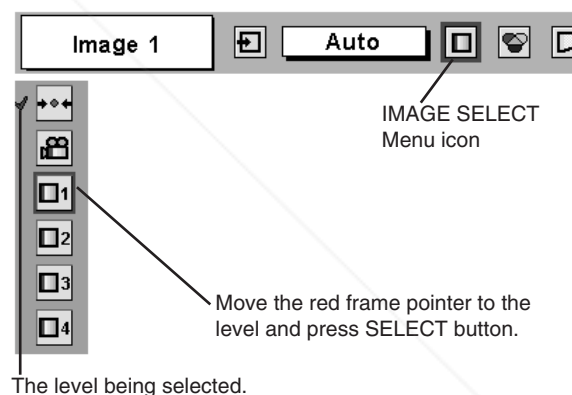 Image 1
Auto
IMAGE SELECT
Menu icon
1
2
3
4
Move the red frame pointer to the
level and press SELECT button.
The level being selected.